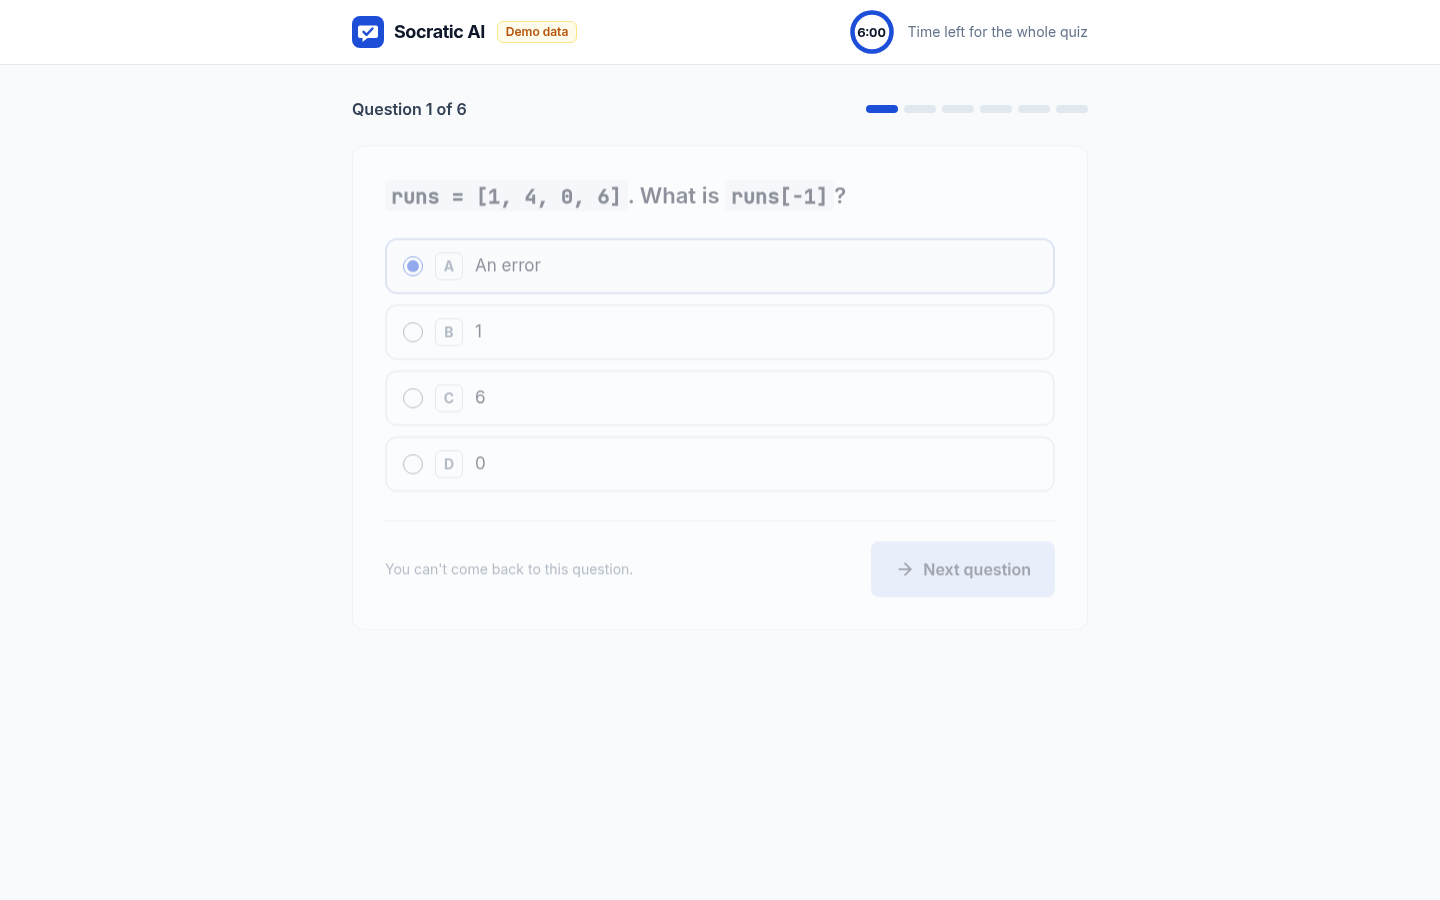 Socratic AI
Demo data
6:00
Time left for the whole quiz
Question 1 of 6
runs = [1, 4, 0, 6]. What is runs[-1]?
A An error
B 1
C 6
D 0
You can't come back to this question.
→ Next question